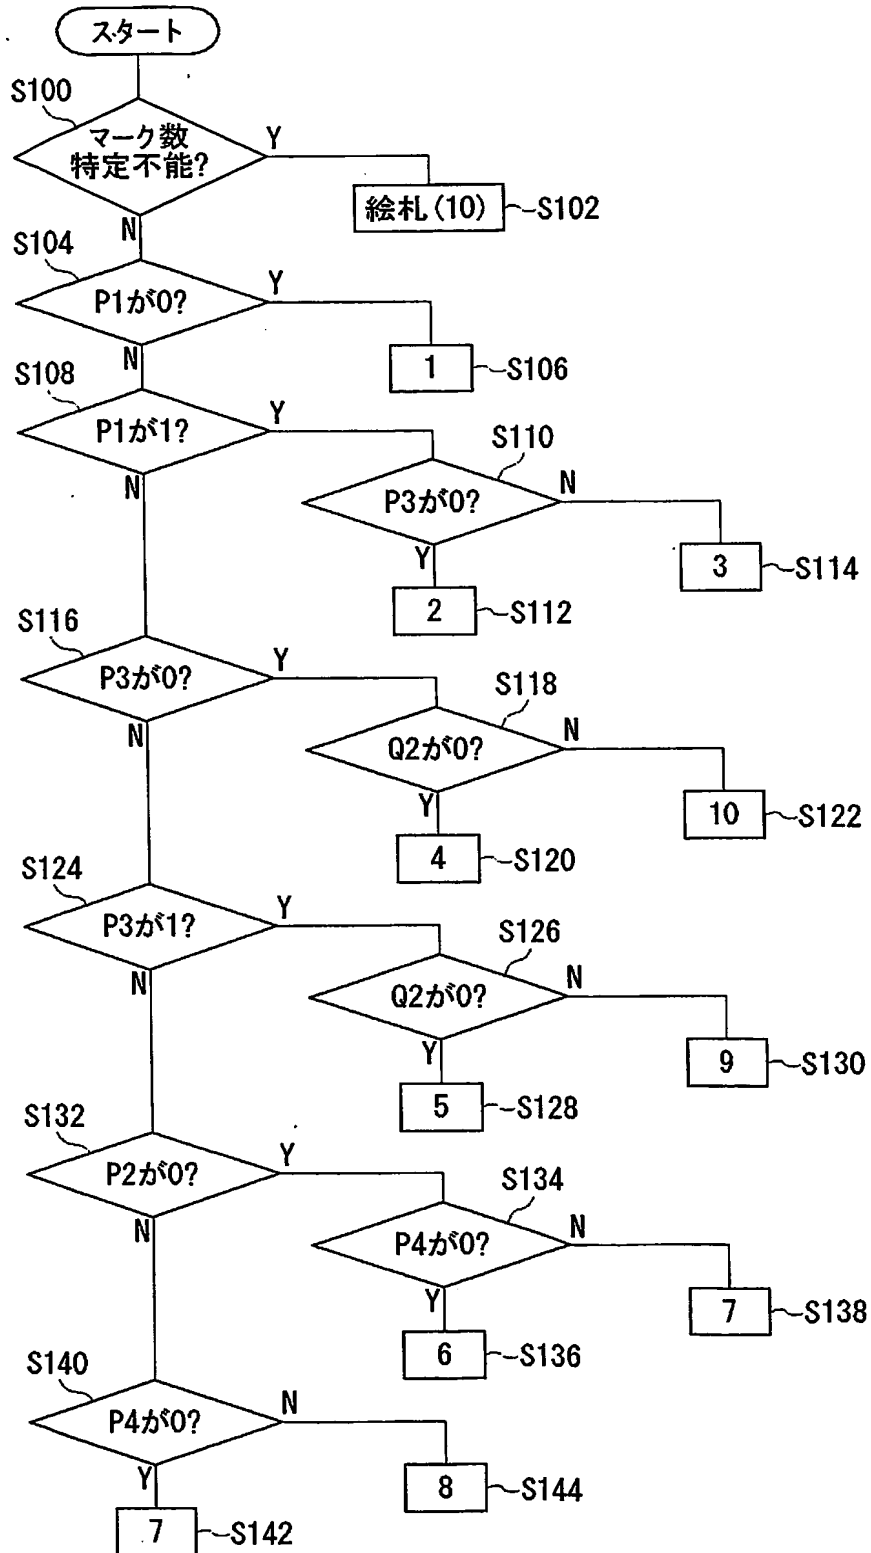 スタート
S100
マーク数
特定不能?
Y
N
絵札(10)
S102
S104
P1が0?
Y
N
1
S106
S108
P1が1?
Y
N
S110
P3が0?
N
Y
3
S114
2
S112
S116
P3が0?
Y
N
S118
Q2が0?
N
Y
10
S122
4
S120
S124
P3が1?
Y
N
S126
Q2が0?
N
Y
9
S130
5
S128
S132
P2が0?
Y
N
S134
P4が0?
N
Y
7
S138
6
S136
S140
P4が0?
N
Y
8
S144
7
S142